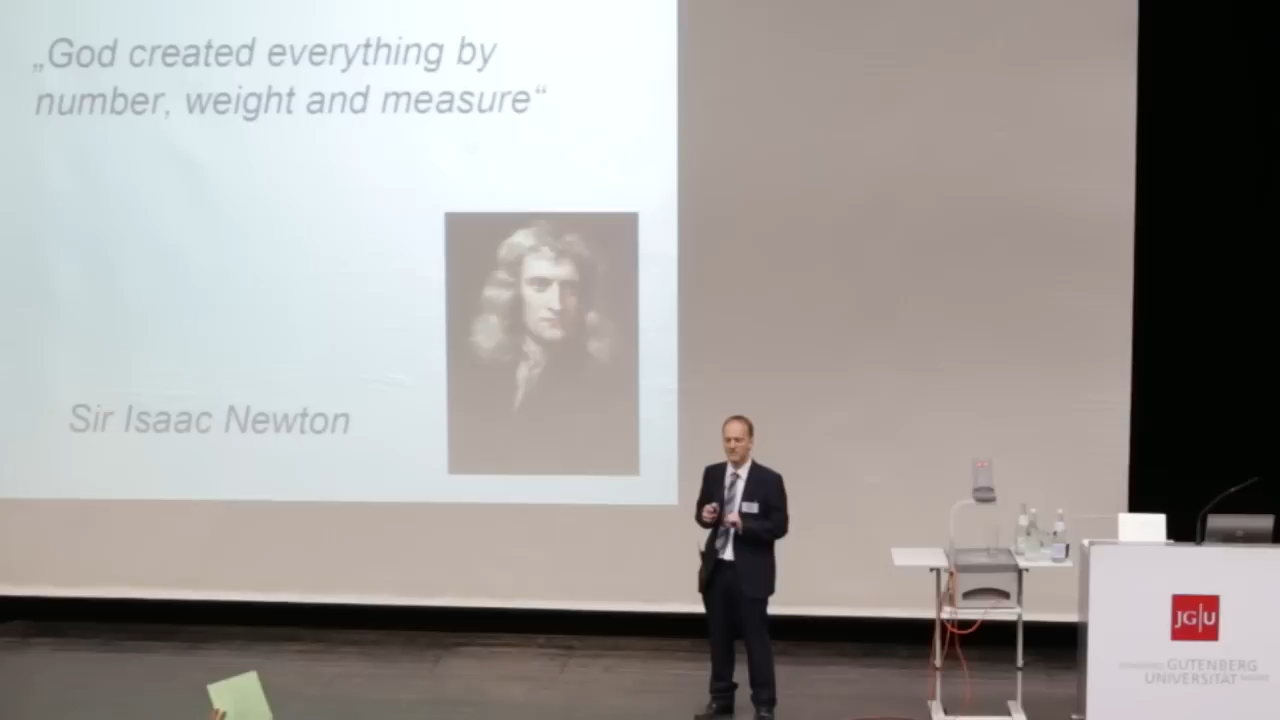 „God created everything by
number, weight and measure“
Sir Isaac Newton
JG|U
GUTENBERG
UNIVERSITÄT